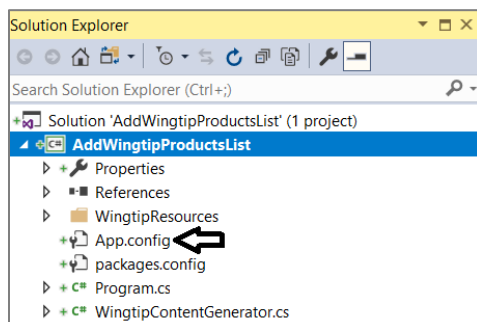 Solution Explorer
Search Solution Explorer (Ctrl+;)
Solution 'AddWingtipProductsList' (1 project)
C# AddWingtipProductsList
Properties
References
WingtipResources
App.config
packages.config
C# Program.cs
C# WingtipContentGenerator.cs